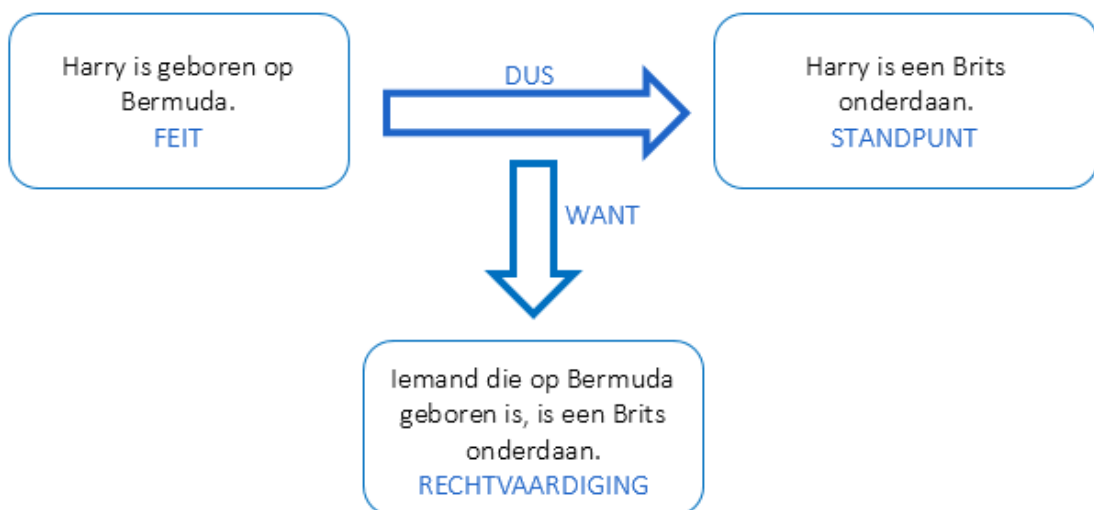 Harry is geboren op
Bermuda.
FEIT
DUS
Harry is een Brits
onderdaan.
STANDPUNT
WANT
Iemand die op Bermuda
geboren is, is een Brits
onderdaan.
RECHTVAARDIGING